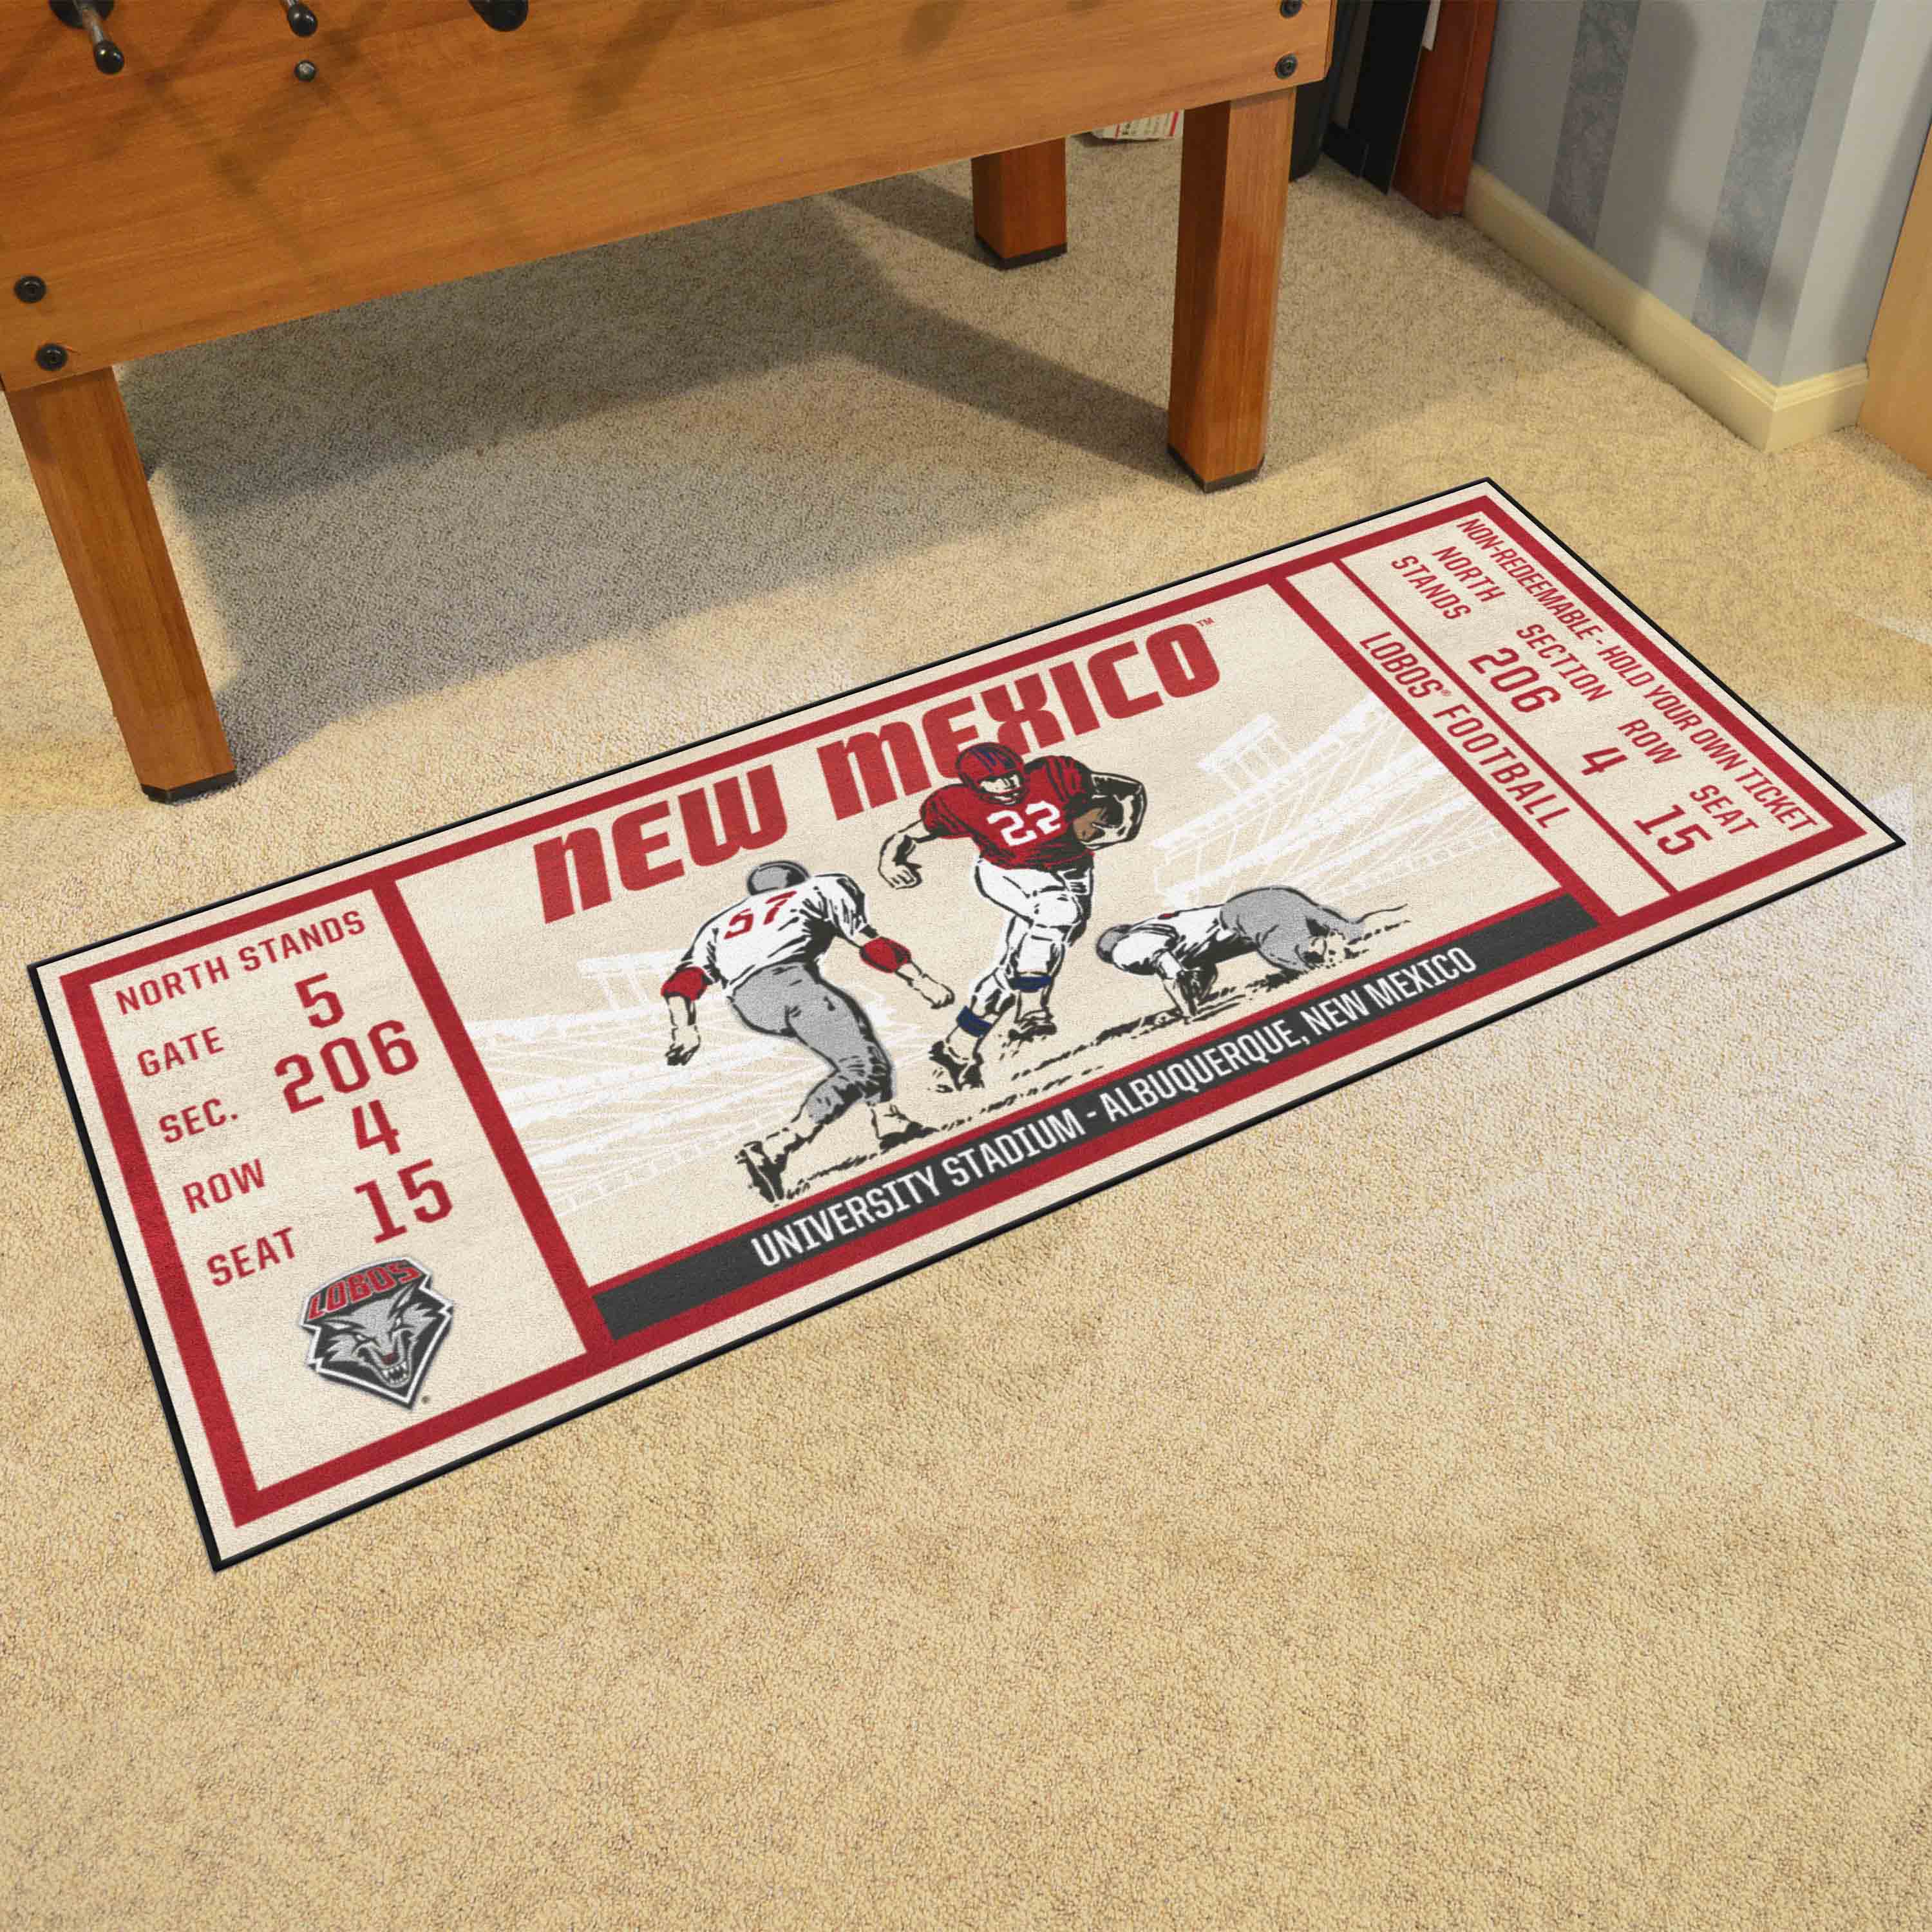 NORTH STANDS
GATE 5
SEC. 206
ROW 4
SEAT 15
LOBOS
®
NEW MEXICO™
22
57
UNIVERSITY STADIUM - ALBUQUERQUE, NEW MEXICO
LOBOS® FOOTBALL
NORTH STANDS
SECTION 206
ROW 4
SEAT 15
NON-REDEEMABLE - HOLD YOUR OWN TICKET